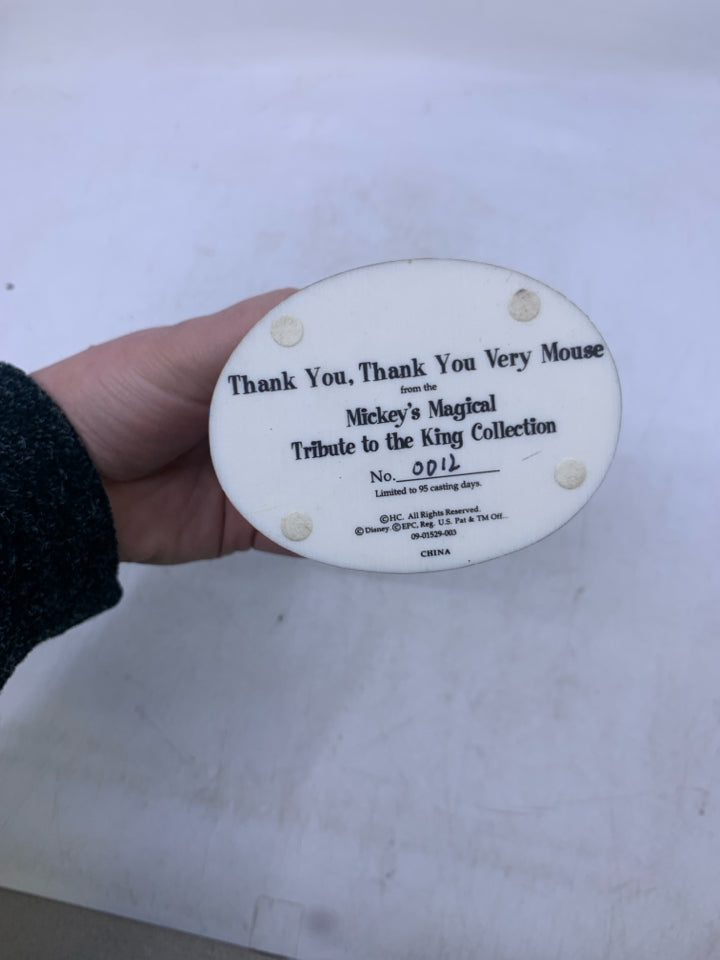 Thank You, Thank You Very Mouse
from the
Mickey's Magical
Tribute to the King Collection
No. 0012
Limited to 95 casting days.
©HC. All Rights Reserved.
©Disney ©EPC, Reg. U.S. Pat & TM Off.
09-01529-003
CHINA